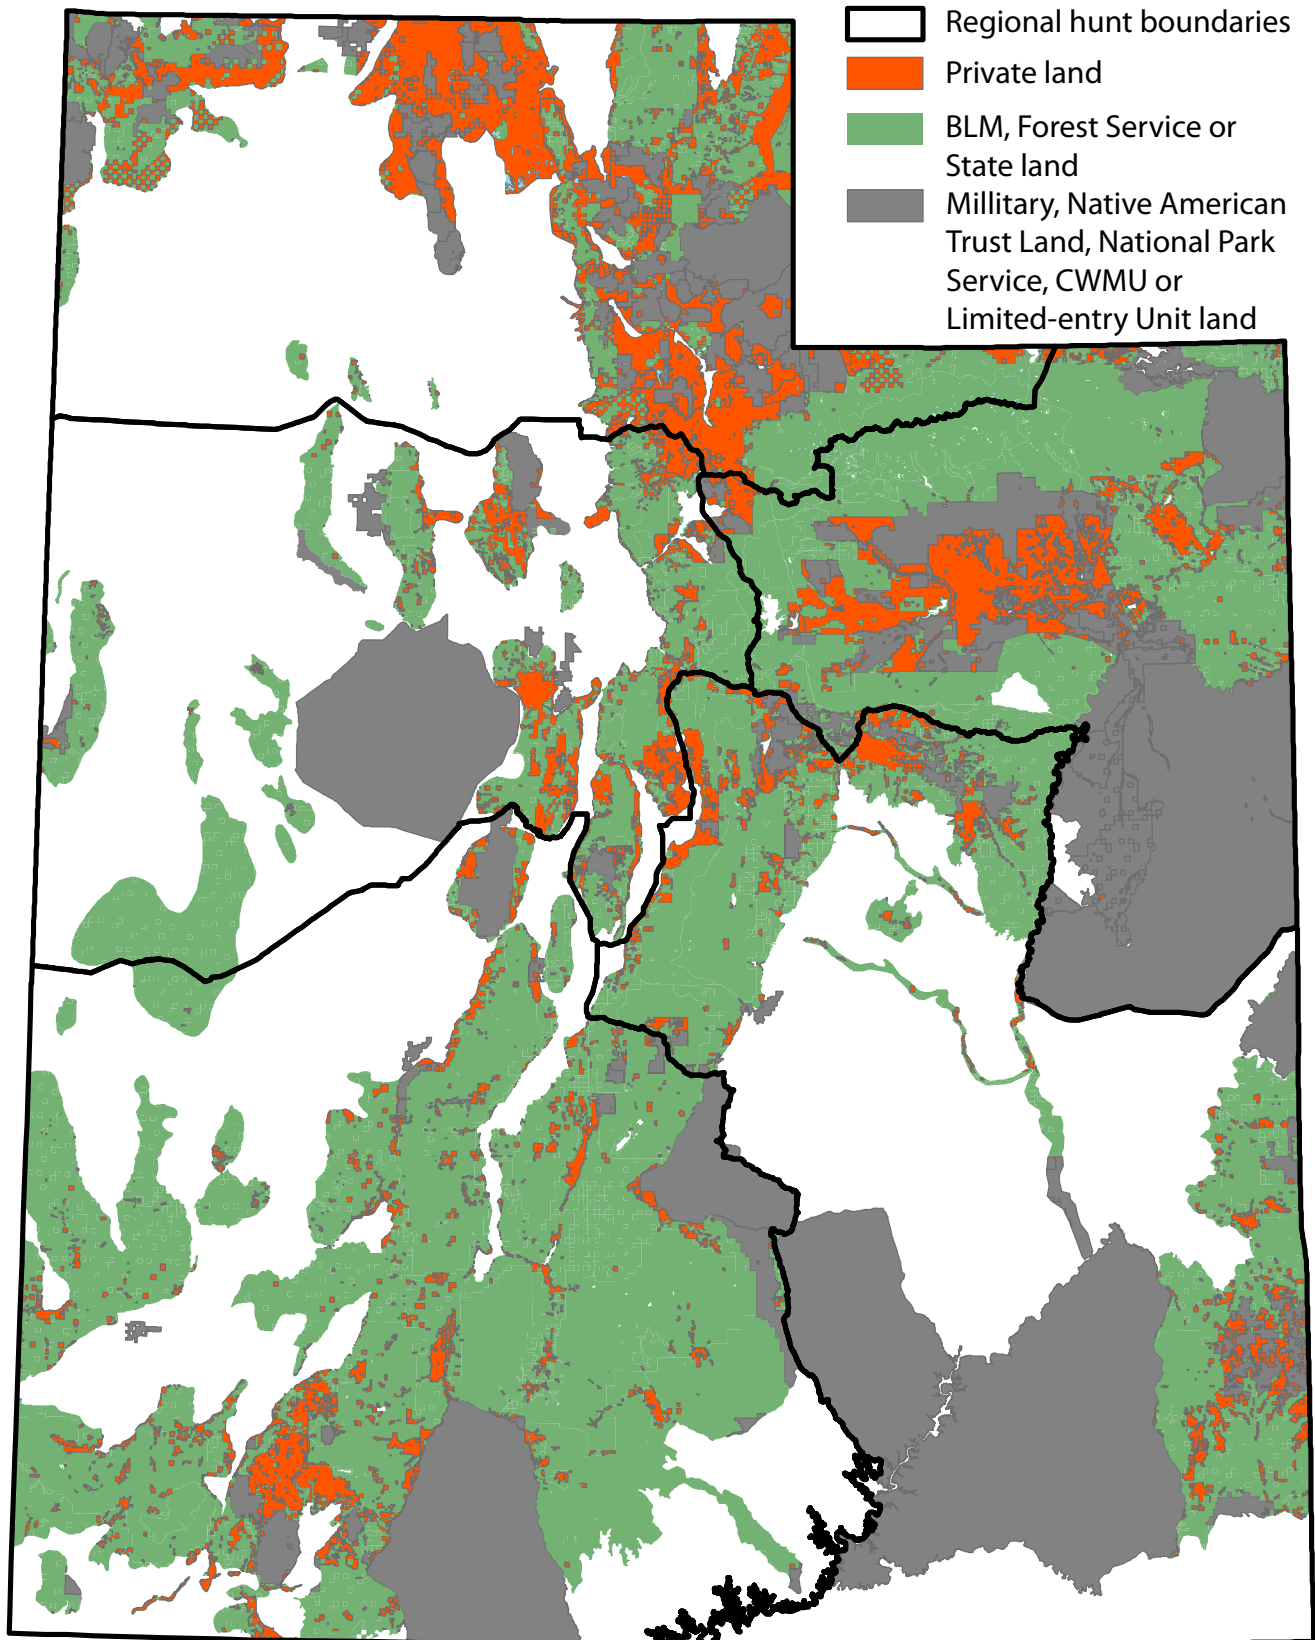 Regional hunt boundaries
Private land
BLM, Forest Service or
State land
Millitary, Native American
Trust Land, National Park
Service, CWMU or
Limited-entry Unit land